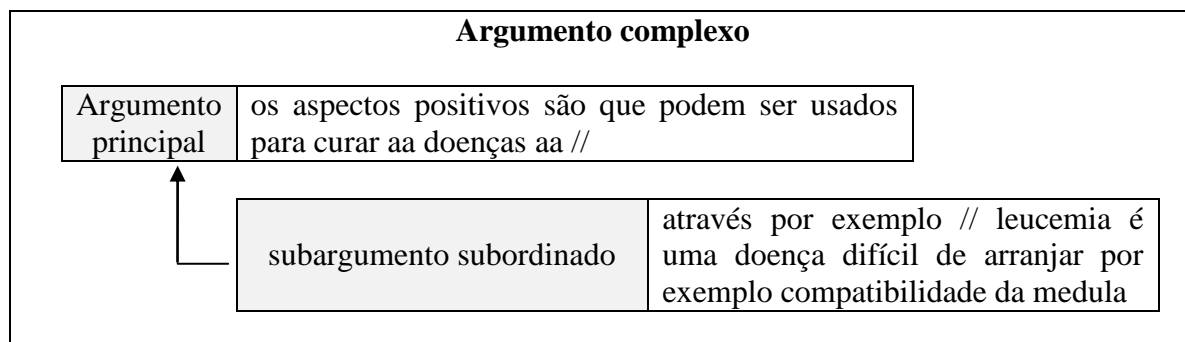 Argumento complexo
Argumento
principal
os aspectos positivos são que podem ser usados
para curar aa doenças aa //
subargumento subordinado
através por exemplo // leucemia é
uma doença difícil de arranjar por
exemplo compatibilidade da medula